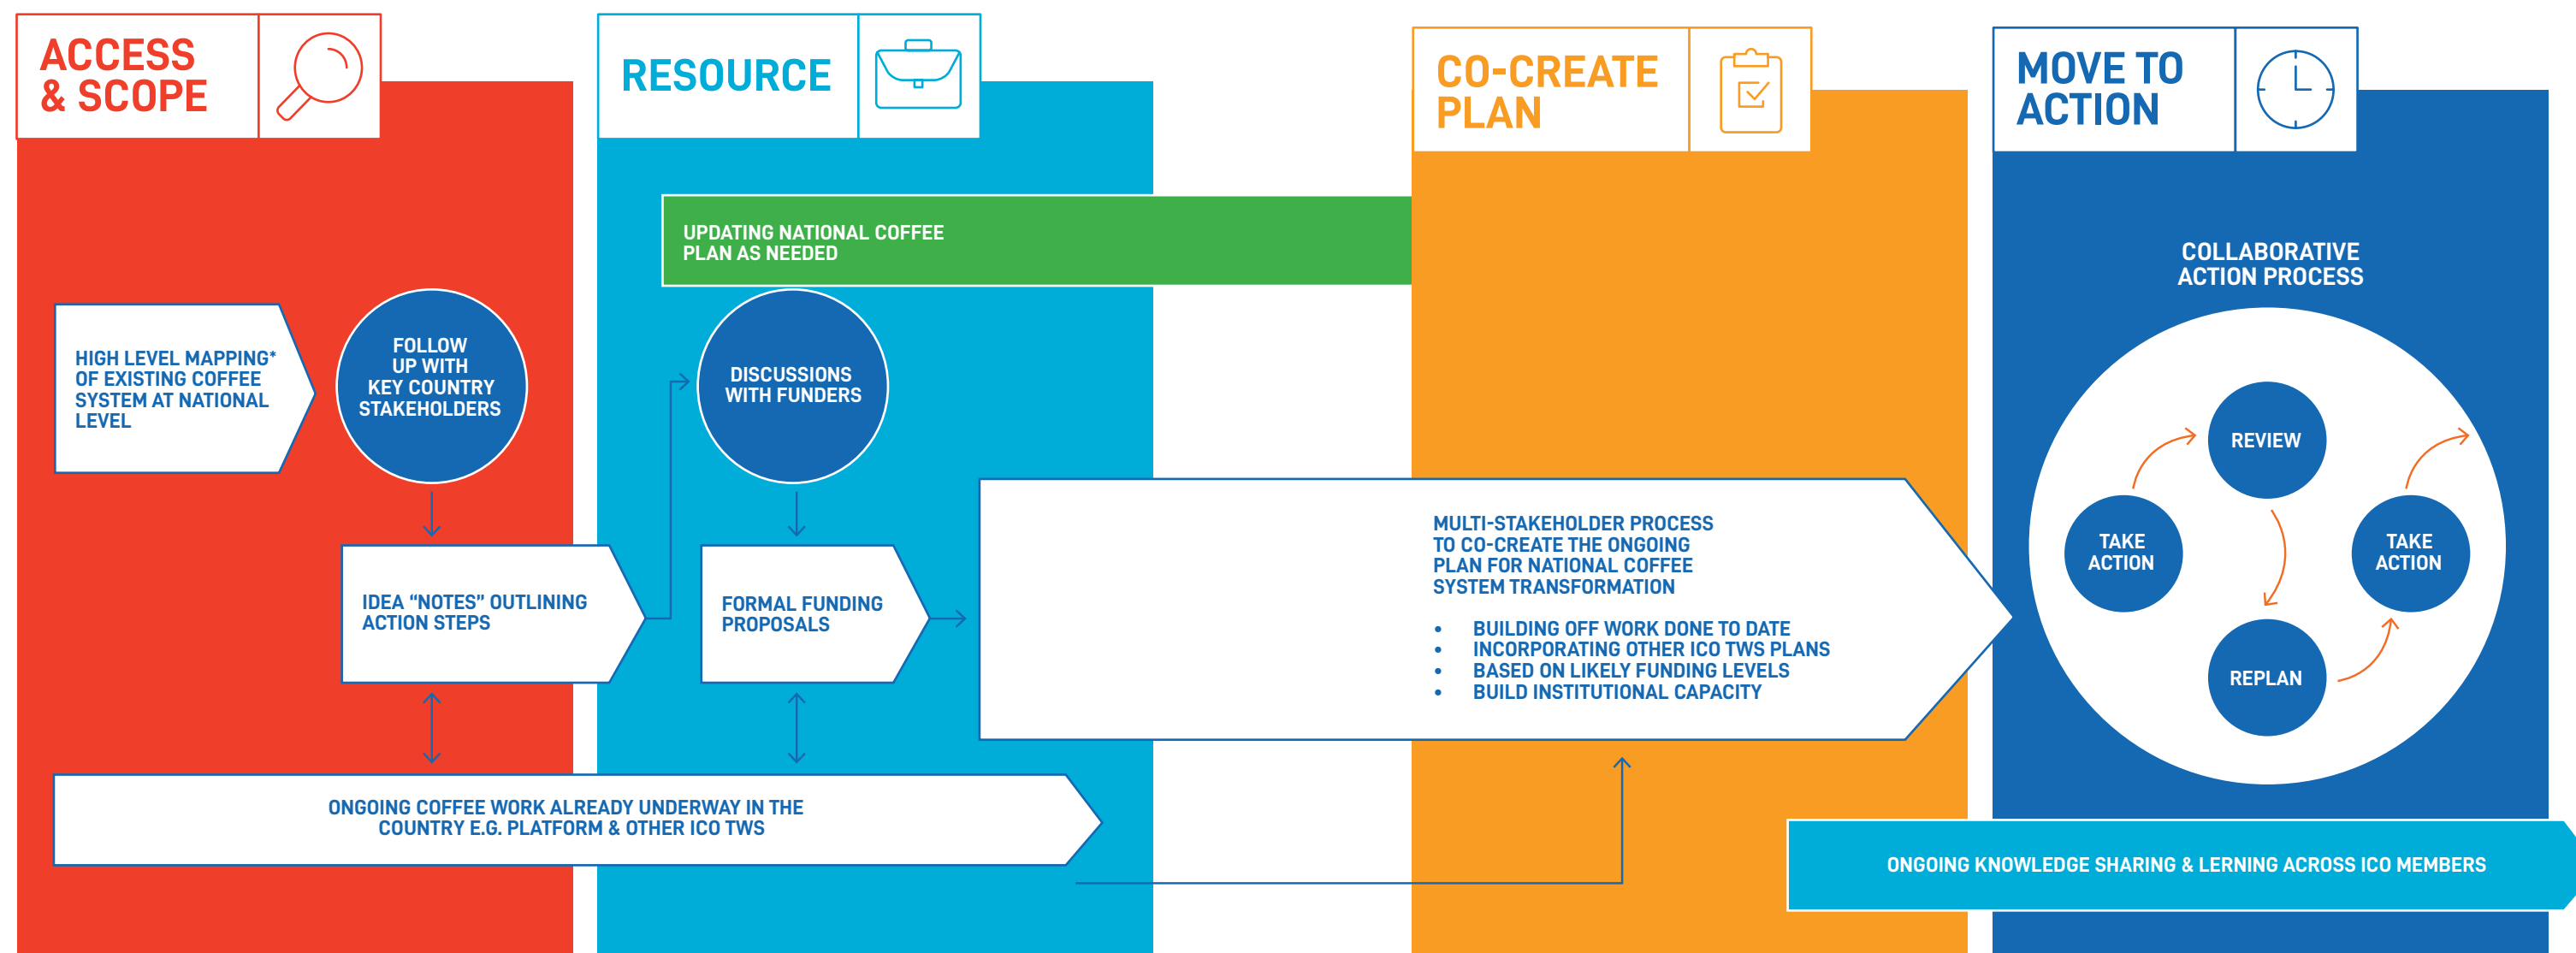 ACCESS
& SCOPE
RESOURCE
CO-CREATE
PLAN
MOVE TO
ACTION
UPDATING NATIONAL COFFEE
PLAN AS NEEDED
HIGH LEVEL MAPPING*
OF EXISTING COFFEE
SYSTEM AT NATIONAL
LEVEL
FOLLOW
UP WITH
KEY COUNTRY
STAKEHOLDERS
DISCUSSIONS
WITH FUNDERS
IDEA “NOTES” OUTLINING
ACTION STEPS
FORMAL FUNDING
PROPOSALS
MULTI-STAKEHOLDER PROCESS
TO CO-CREATE THE ONGOING
PLAN FOR NATIONAL COFFEE
SYSTEM TRANSFORMATION
• BUILDING OFF WORK DONE TO DATE
• INCORPORATING OTHER ICO TWS PLANS
• BASED ON LIKELY FUNDING LEVELS
• BUILD INSTITUTIONAL CAPACITY
COLLABORATIVE
ACTION PROCESS
REVIEW
TAKE
ACTION
TAKE
ACTION
REPLAN
ONGOING COFFEE WORK ALREADY UNDERWAY IN THE
COUNTRY E.G. PLATFORM & OTHER ICO TWS
ONGOING KNOWLEDGE SHARING & LERNING ACROSS ICO MEMBERS